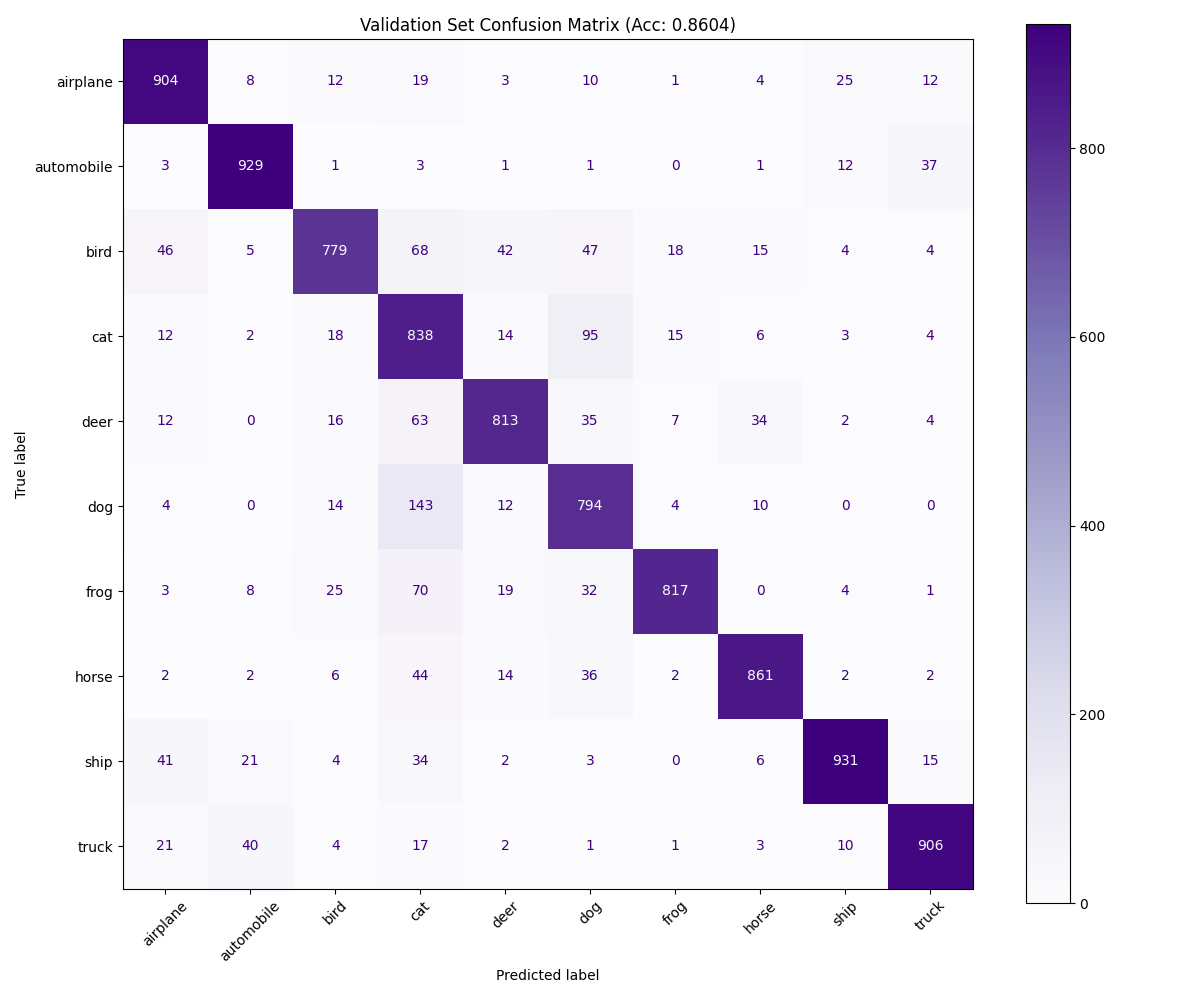 Validation Set Confusion Matrix (Acc: 0.8604)
airplane 904 8 12 19 3 10 1 4 25 12
automobile 3 929 1 3 1 1 0 1 12 37
bird 46 5 779 68 42 47 18 15 4 4
cat 12 2 18 838 14 95 15 6 3 4
deer 12 0 16 63 813 35 7 34 2 4
dog 4 0 14 143 12 794 4 10 0 0
frog 3 8 25 70 19 32 817 0 4 1
horse 2 2 6 44 14 36 2 861 2 2
ship 41 21 4 34 2 3 0 6 931 15
truck 21 40 4 17 2 1 1 3 10 906
airplane automobile bird cat deer dog frog horse ship truck
Predicted label
True label
800
600
400
200
0